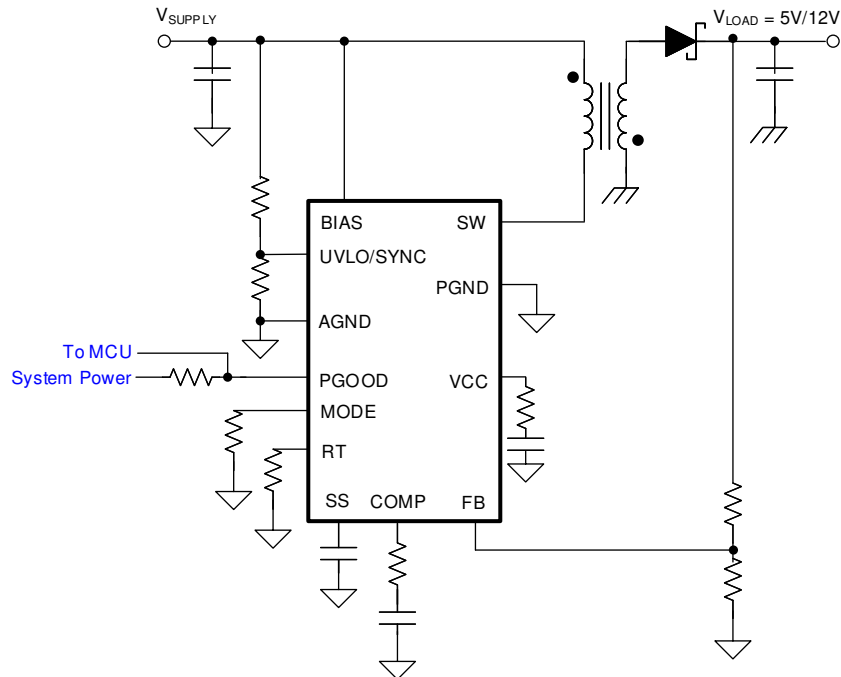 VSUPPLY
VLOAD = 5V/12V
BIAS
SW
UVLO/SYNC
PGND
AGND
To MCU
System Power
PGOOD
VCC
MODE
RT
SS
COMP
FB